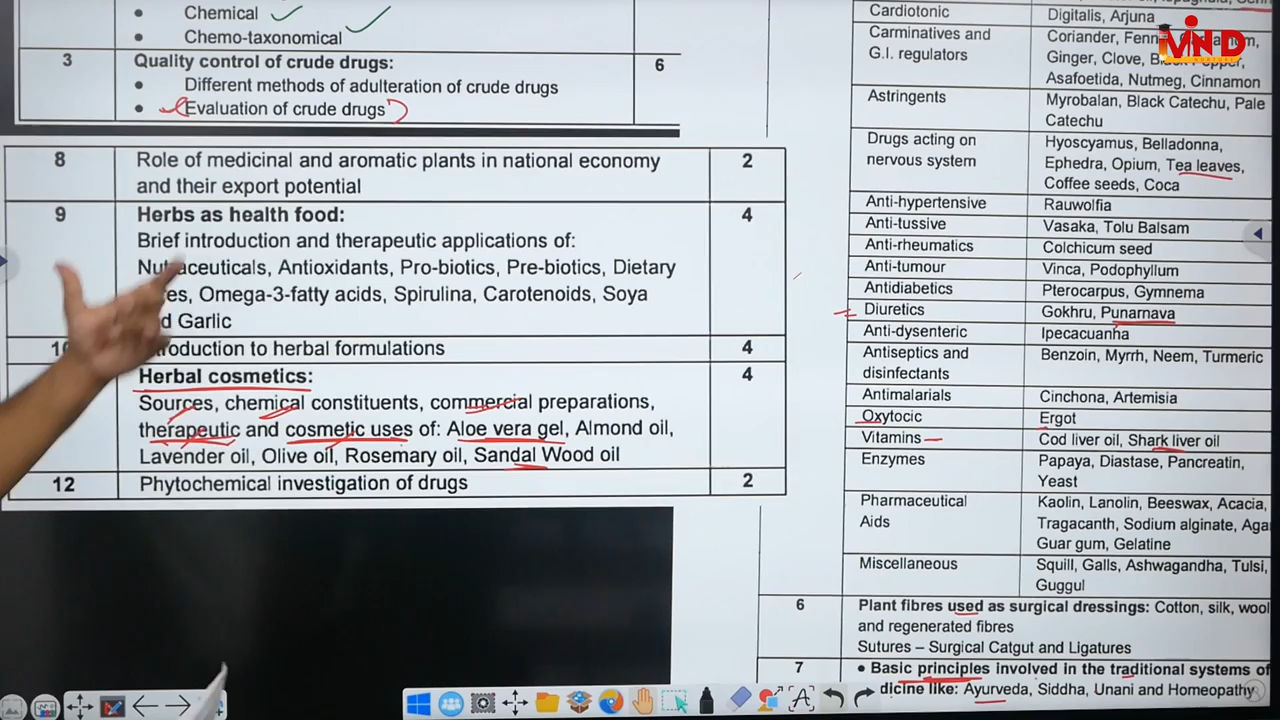 Chemical
Chemo-taxonomical
3 Quality control of crude drugs: 6
Different methods of adulteration of crude drugs
Evaluation of crude drugs
8 Role of medicinal and aromatic plants in national economy 2
and their export potential
9 Herbs as health food: 4
Brief introduction and therapeutic applications of:
Antioxidants, Pro-biotics, Pre-biotics, Dietary
Omega-3-fatty acids, Spirulina, Carotenoids, Soya
Garlic
to herbal formulations 4
Herbal cosmetics: 4
Sources, chemical constituents, commercial preparations,
therapeutic and cosmetic uses of: Aloe vera gel, Almond oil,
Lavender oil, Olive oil, Rosemary oil, Sandal Wood oil
12 Phytochemical investigation of drugs 2
Cardiotonic Digitalis, Arjuna
Carminatives and Coriander,
G.I. regulators Ginger, Clove,
Asafoetida, Nutmeg, Cinnamon
Astringents Myrobalan, Black Catechu, Pale
Catechu
Drugs acting on Hyoscyamus, Belladonna,
nervous system Ephedra, Opium, Tea leaves,
Coffee seeds, Coca
Anti-hypertensive Rauwolfia
Anti-tussive Vasaka, Tolu Balsam
Anti-rheumatics Colchicum seed
Anti-tumour Vinca, Podophyllum
Antidiabetics Pterocarpus, Gymnema
Diuretics Gokhru, Punarnava
Anti-dysenteric Ipecacuanha
Antiseptics and Benzoin, Myrrh, Neem, Turmeric
disinfectants
Antimalarials Cinchona, Artemisia
Oxytocic Ergot
Vitamins Cod liver oil, Shark liver oil
Enzymes Papaya, Diastase, Pancreatin,
Yeast
Pharmaceutical Kaolin, Lanolin, Beeswax, Acacia,
Aids Tragacanth, Sodium alginate,
Guar gum, Gelatine
Miscellaneous Squill, Galls, Ashwagandha, Tulsi,
Guggul
6 Plant fibres used as surgical dressings: Cotton, silk, wool
and regenerated fibres
Sutures – Surgical Catgut and Ligatures
7 • Basic principles involved in the traditional systems of
like: Ayurveda, Siddha, Unani and Homeopathy